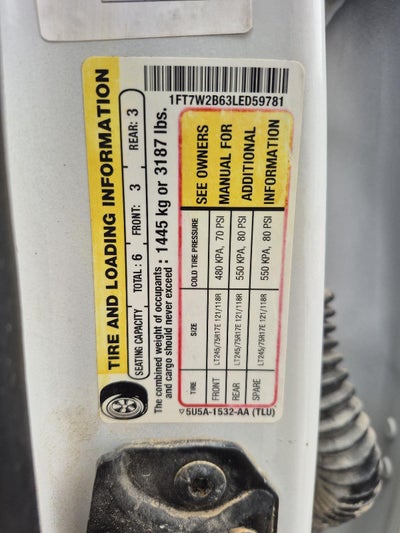 1FT7W2B63LED59781
TIRE AND LOADING INFORMATION
SEATING CAPACITY TOTAL: 6 FRONT: 3 REAR: 3
The combined weight of occupants
and cargo should never exceed : 1445 kg or 3187 lbs.
TIRE SIZE COLD TIRE PRESSURE SEE OWNERS
FRONT LT245/75R17E 121/118R 480 KPA, 70 PSI MANUAL FOR
REAR LT245/75R17E 121/118R 550 KPA, 80 PSI ADDITIONAL
SPARE LT245/75R17E 121/118R 550 KPA, 80 PSI INFORMATION
▽5U5A-1532-AA (TLU)